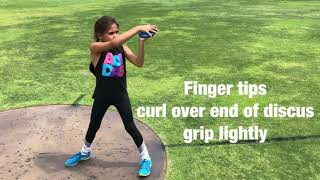 Finger tips
curl over end of discus
grip lightly